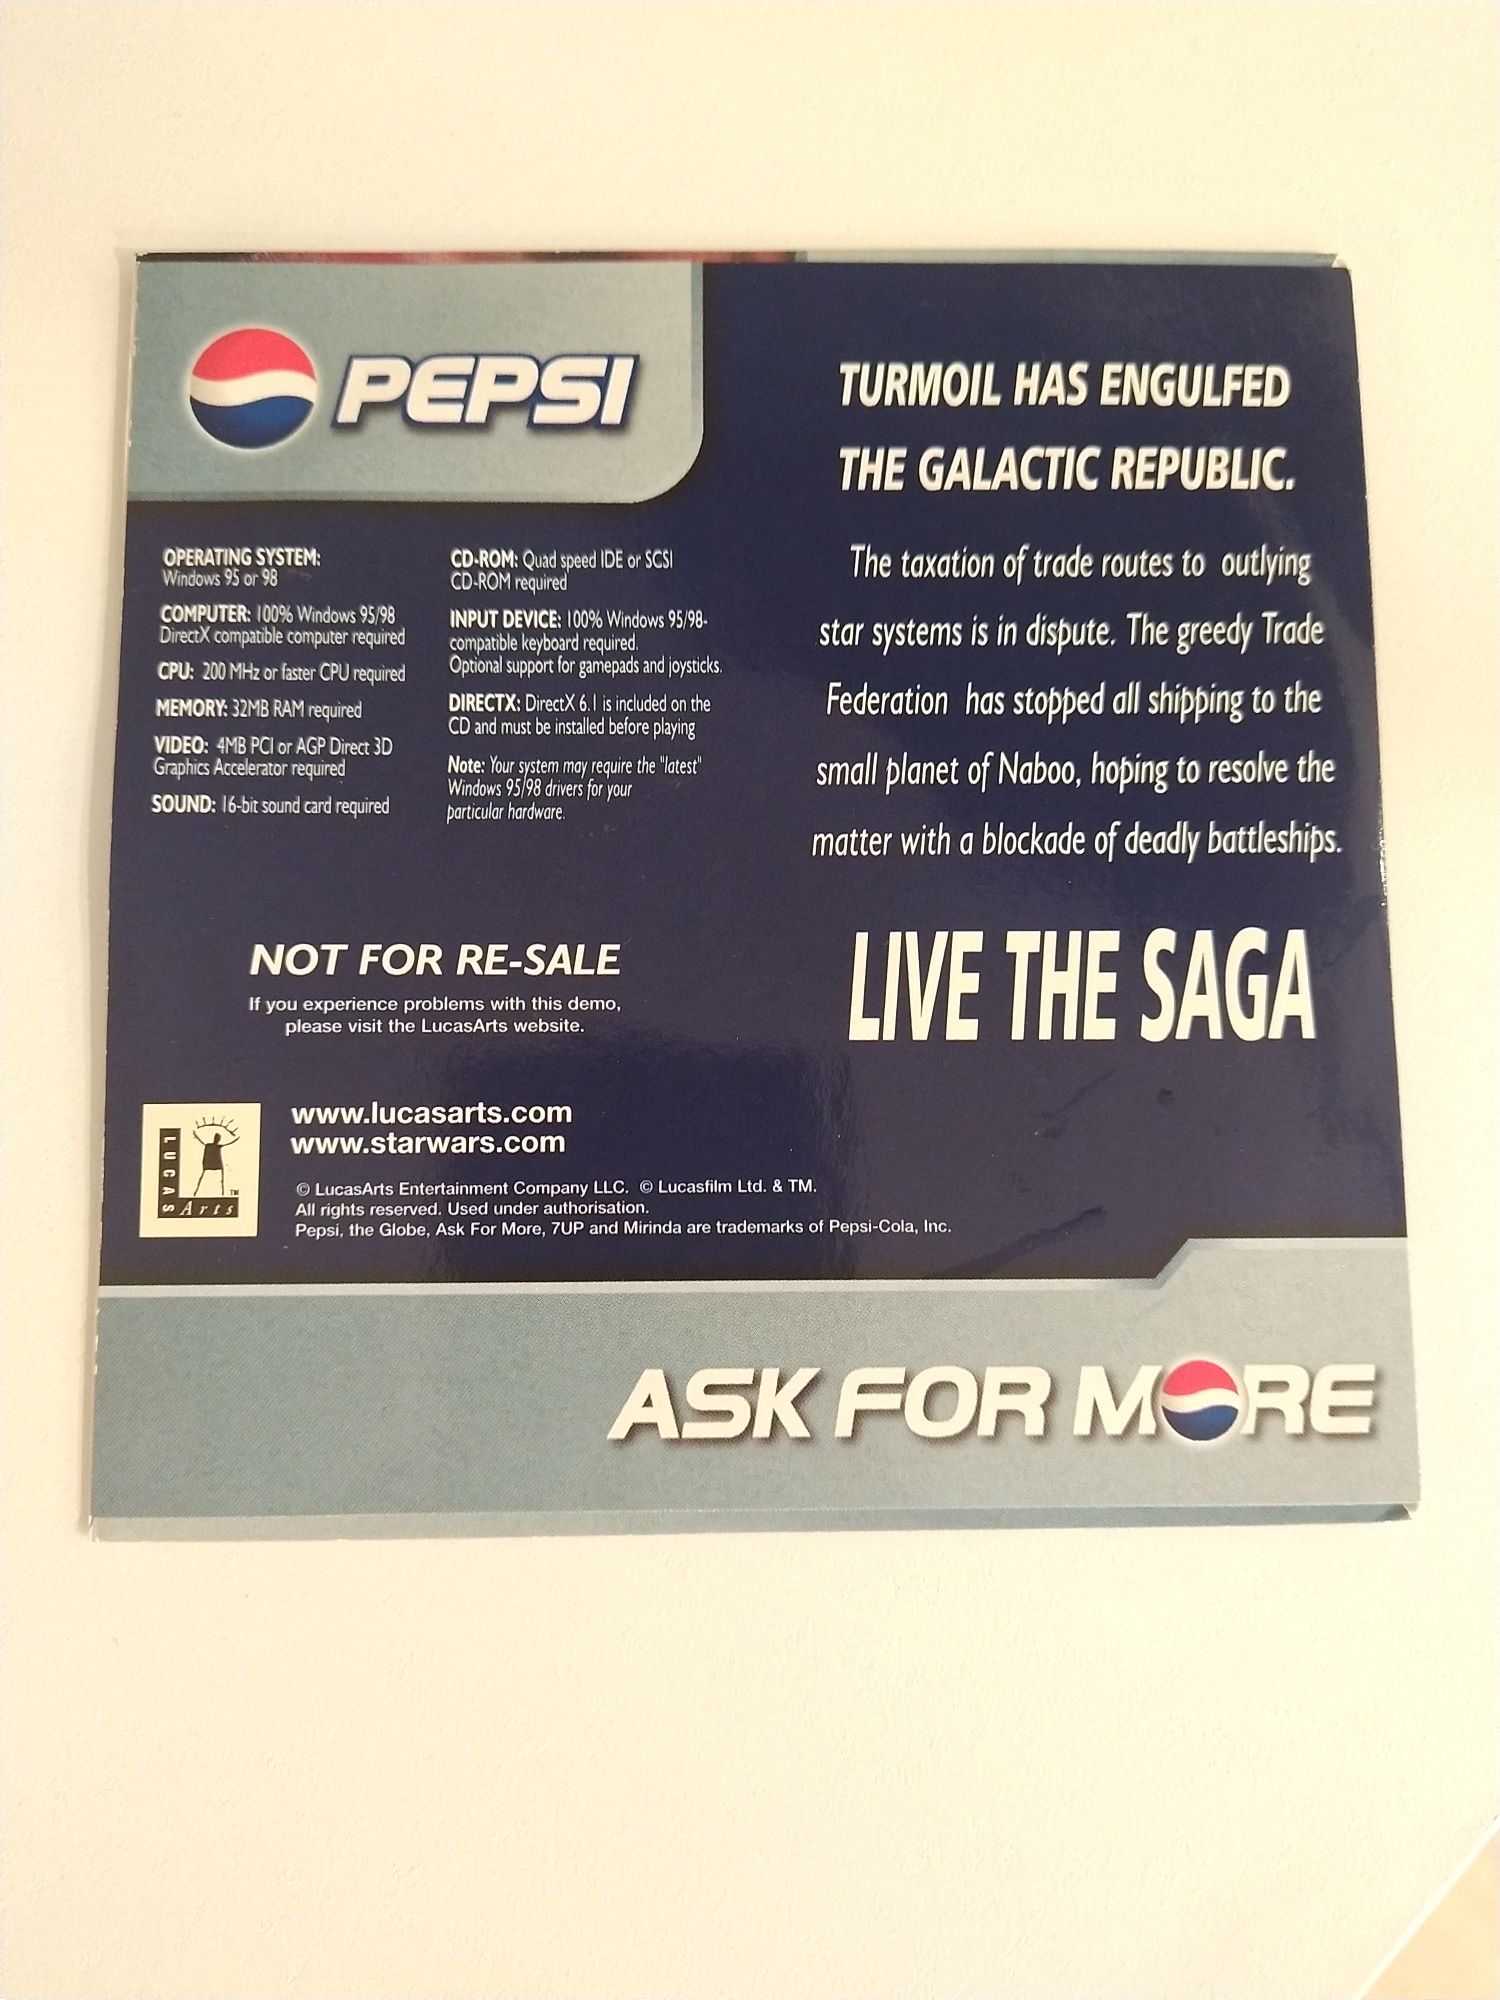 PEPSI
TURMOIL HAS ENGULFED
THE GALACTIC REPUBLIC.
The taxation of trade routes to outlying
star systems is in dispute. The greedy Trade
Federation has stopped all shipping to the
small planet of Naboo, hoping to resolve the
matter with a blockade of deadly battleships.
LIVE THE SAGA
OPERATING SYSTEM:
Windows 95 or 98
COMPUTER: 100% Windows 95/98
DirectX compatible computer required
CPU: 200 MHz or faster CPU required
MEMORY: 32MB RAM required
VIDEO: 4MB PCI or AGP Direct 3D
Graphics Accelerator required
SOUND: 16-bit sound card required
CD-ROM: Quad speed IDE or SCSI
CD-ROM required
INPUT DEVICE: 100% Windows 95/98-
compatible keyboard required.
Optional support for gamepads and joysticks.
DIRECTX: DirectX 6.1 is included on the
CD and must be installed before playing
Note: Your system may require the "latest"
Windows 95/98 drivers for your
particular hardware.
NOT FOR RE-SALE
If you experience problems with this demo,
please visit the LucasArts website.
LUCAS
Arts™
www.lucasarts.com
www.starwars.com
© LucasArts Entertainment Company LLC. © Lucasfilm Ltd. & TM.
All rights reserved. Used under authorisation.
Pepsi, the Globe, Ask For More, 7UP and Mirinda are trademarks of Pepsi-Cola, Inc.
ASK FOR MORE